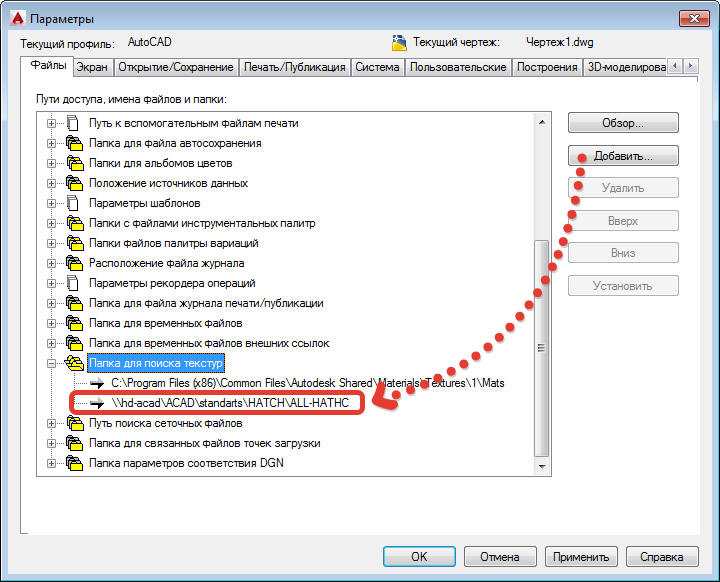 Параметры
Текущий профиль: AutoCAD Текущий чертеж: Чертеж1.dwg
Файлы Экран Открытие/Сохранение Печать/Публикация Система Пользовательские Построения 3D-моделирова
Пути доступа, имена файлов и папки:
Путь к вспомогательным файлам печати
Папка для файла автосохранения
Папки для альбомов цветов
Положение источников данных
Параметры шаблонов
Папки с файлами инструментальных палитр
Папки файлов палитры вариаций
Расположение файла журнала
Параметры рекордера операций
Папка для файла журнала печати/публикации
Папка для временных файлов
Папка для временных файлов внешних ссылок
Папка для поиска текстур
C:\Program Files (x86)\Common Files\Autodesk Shared\Materials\Textures\1\Mats
\\hd-acad\ACAD\standarts\HATCH\ALL-HATHC
Путь поиска сеточных файлов
Папка для связанных файлов точек загрузки
Папка параметров соответствия DGN
Обзор...
Добавить...
Удалить
Вверх
Вниз
Установить
OK Отмена Применить Справка